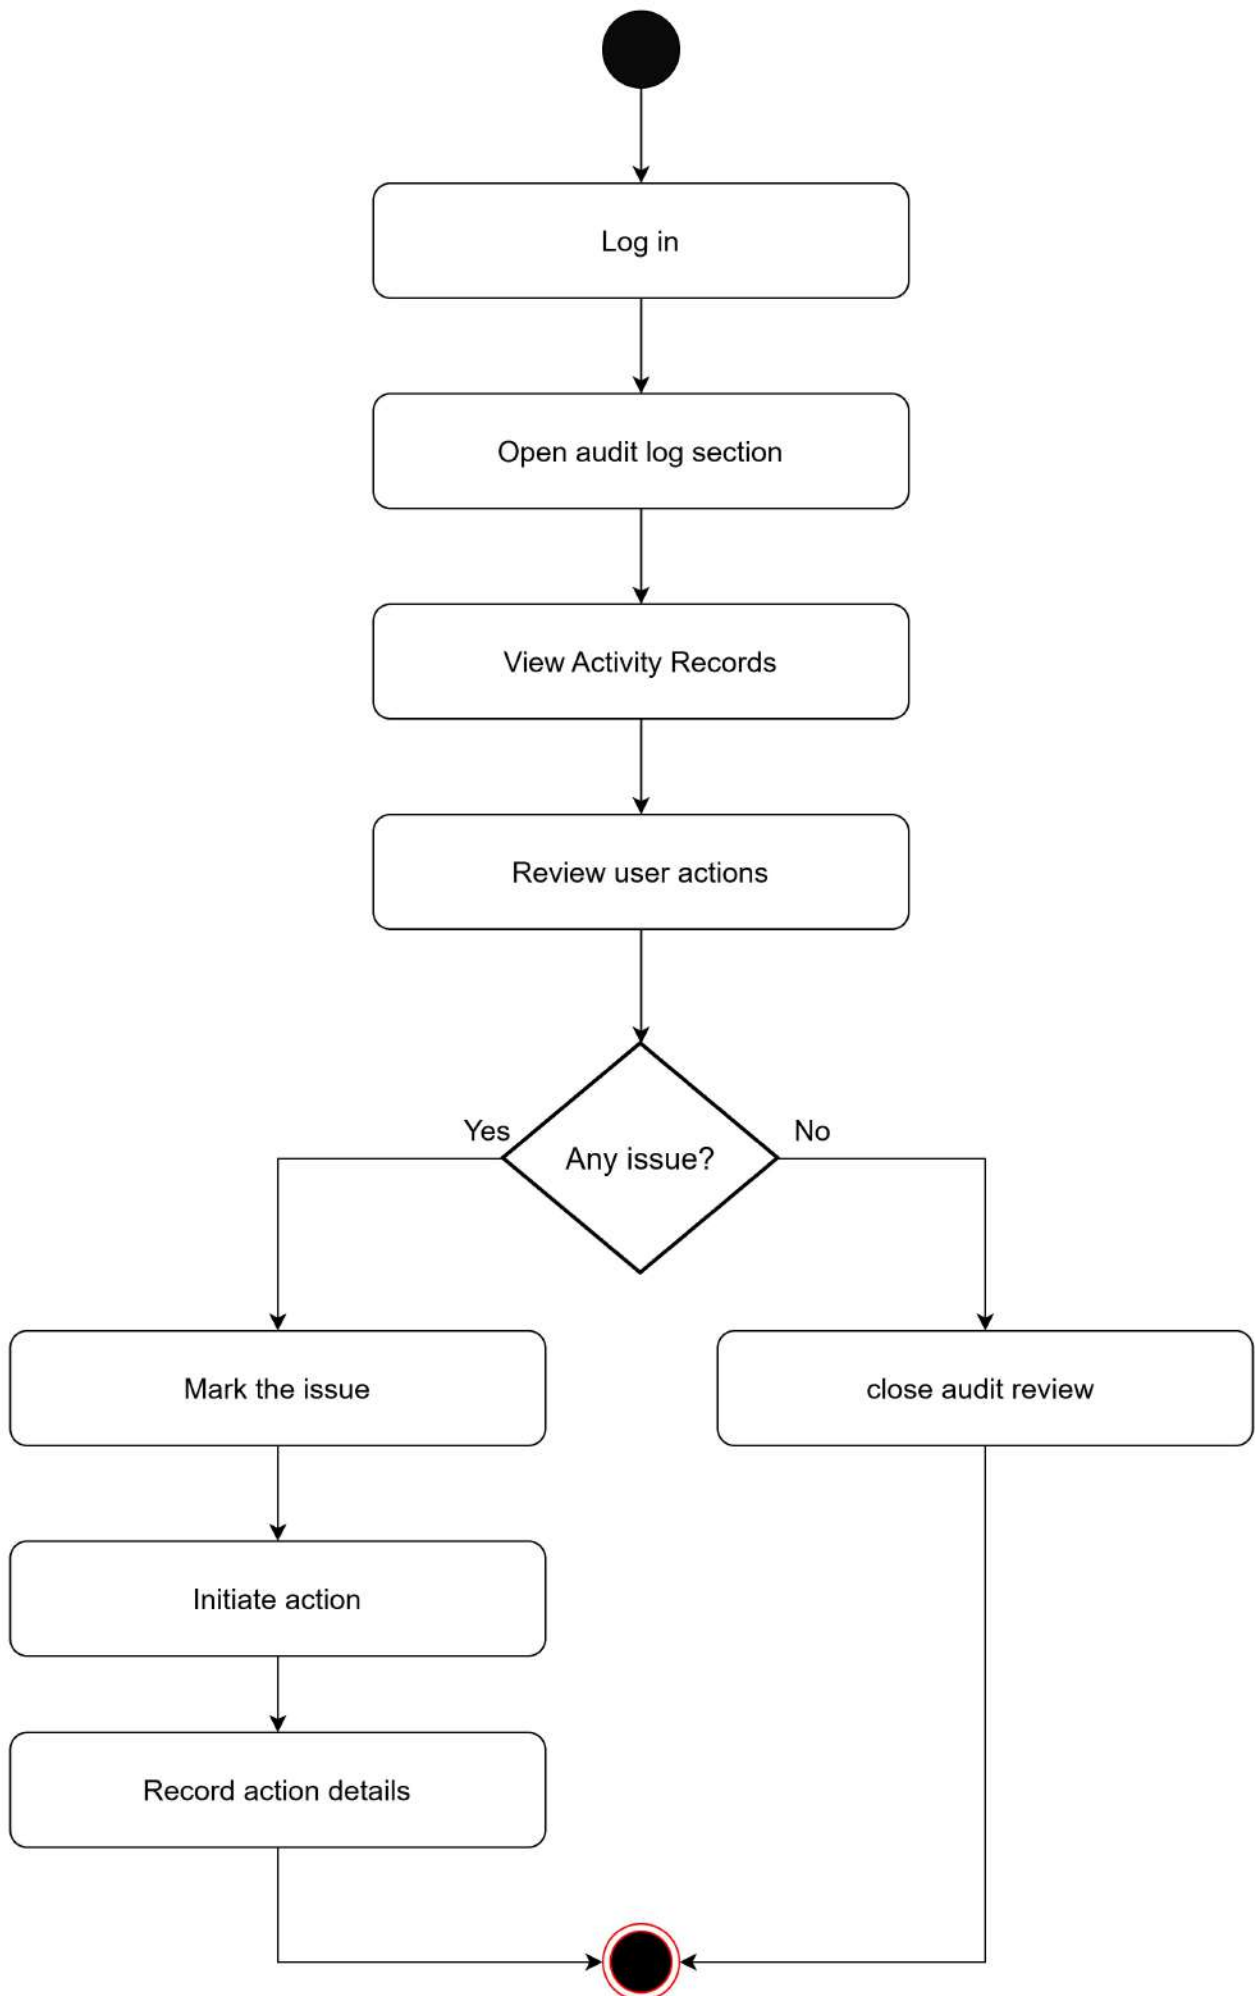 Log in
Open audit log section
View Activity Records
Review user actions
Yes
No
Any issue?
Mark the issue
close audit review
Initiate action
Record action details